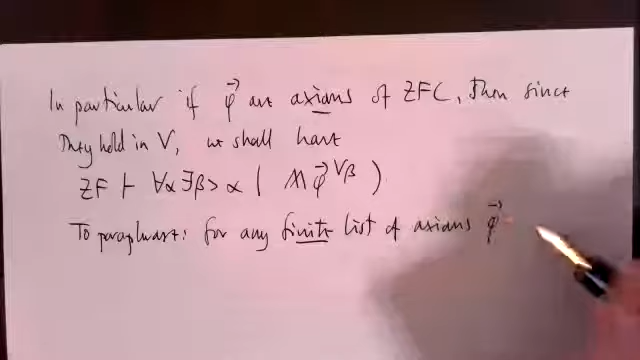 In particular if φ⃗ are axioms of ZFC, then since
they hold in V, we shall have
ZF ⊢ ∀α ∃β > α ( ⋀ φ⃗^{Vβ} ).
To paraphrase: for any finite list of axioms φ⃗